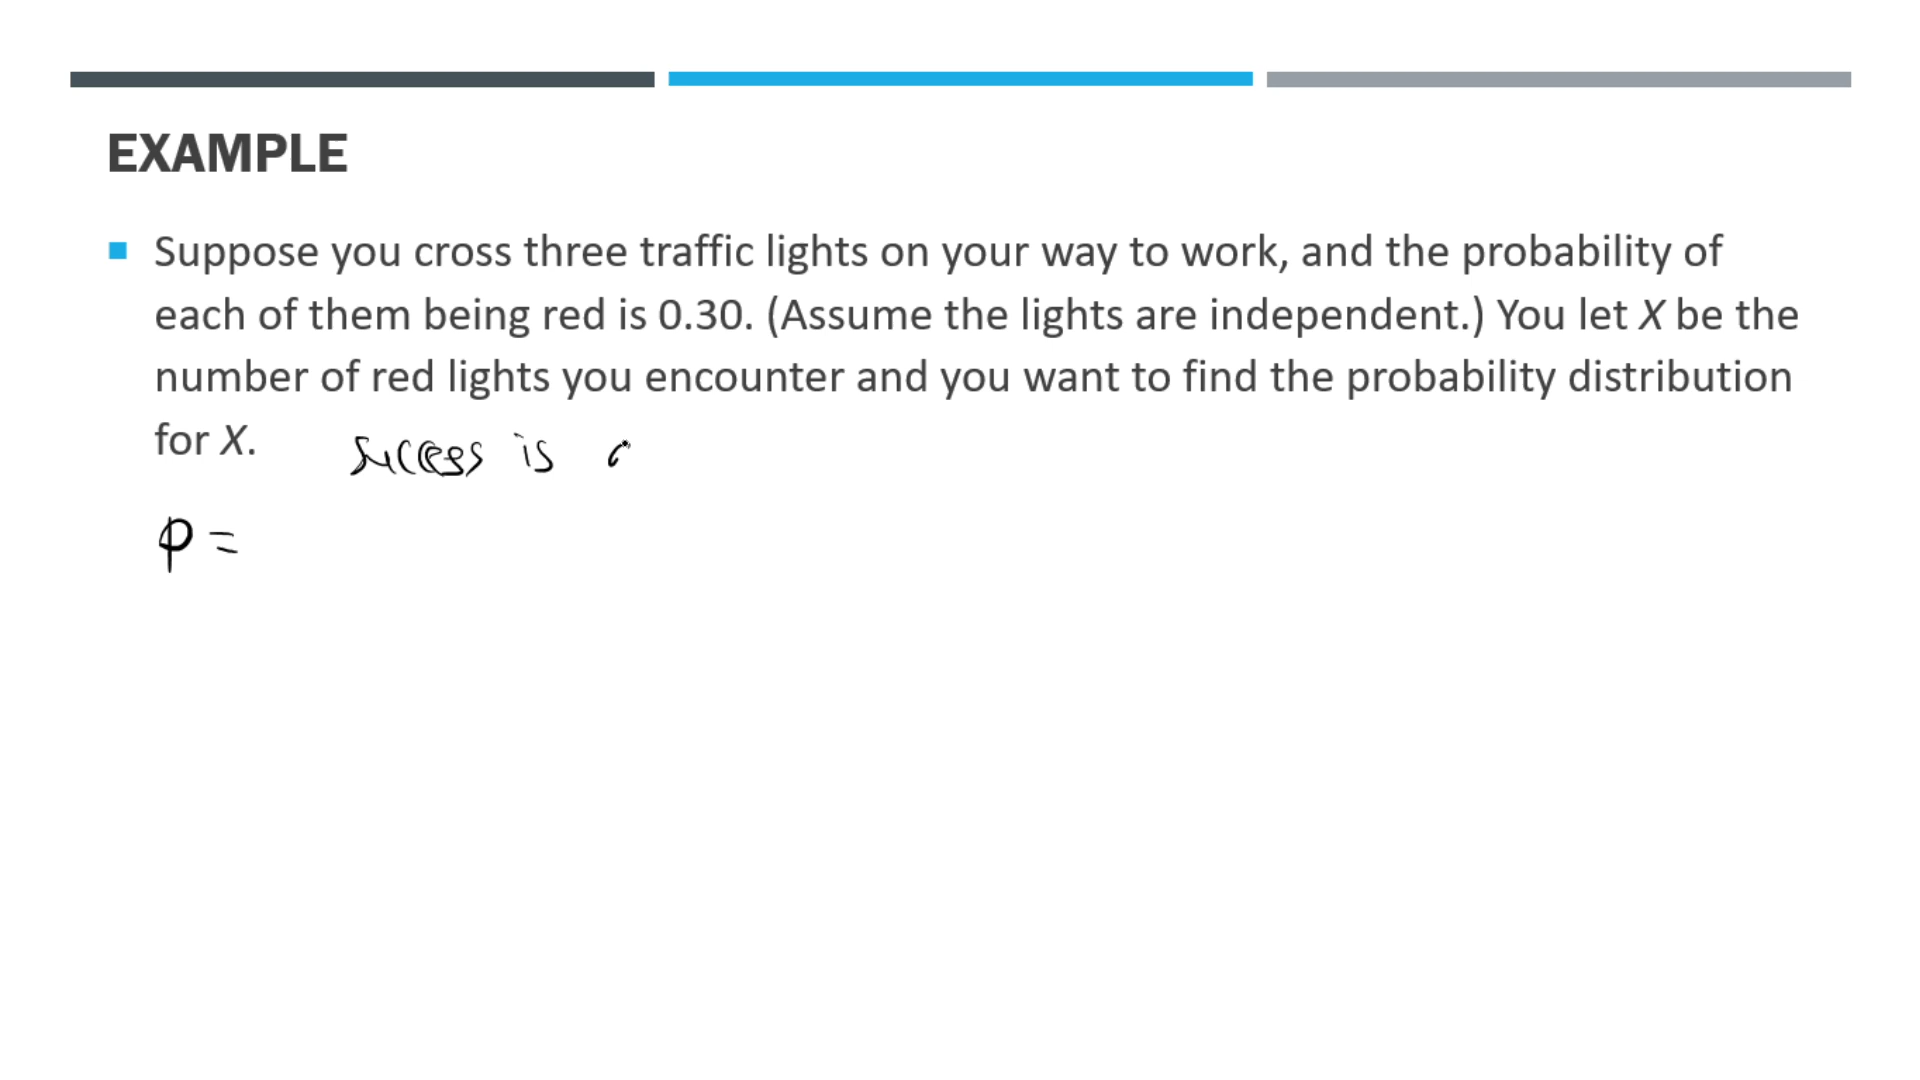 EXAMPLE
Suppose you cross three traffic lights on your way to work, and the probability of
each of them being red is 0.30. (Assume the lights are independent.) You let X be the
number of red lights you encounter and you want to find the probability distribution
for X. success is
p =